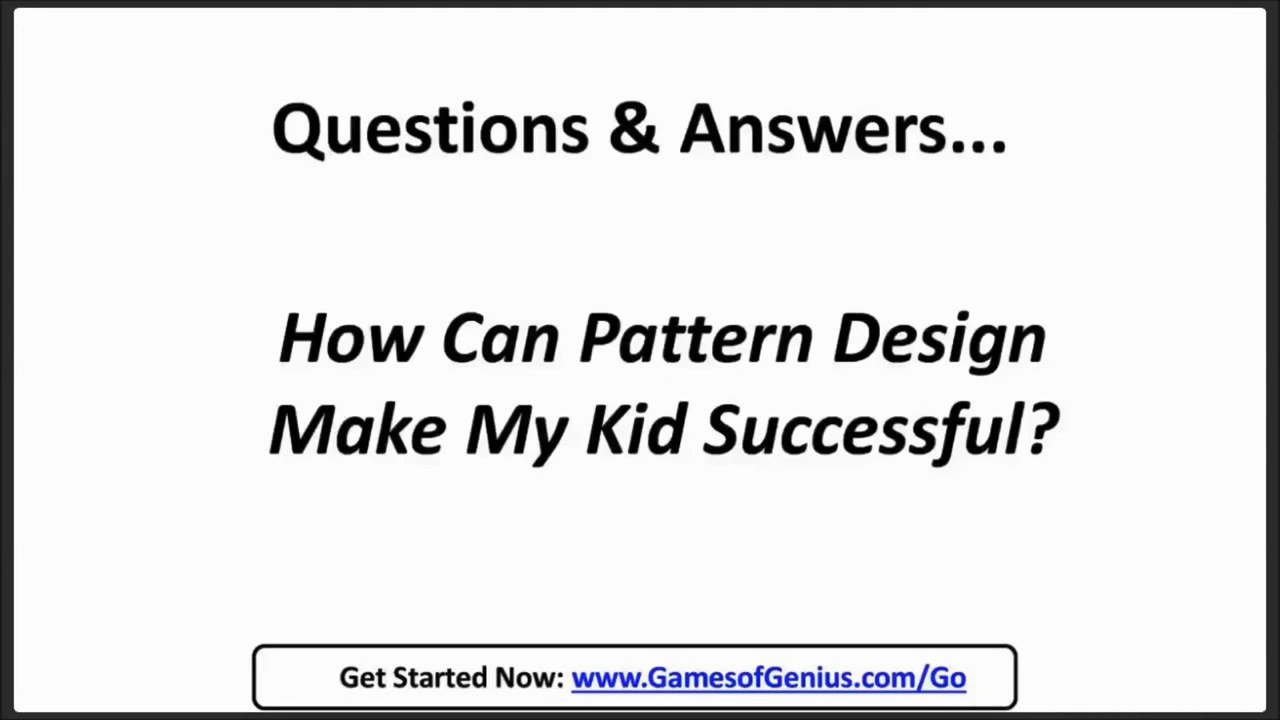 Questions & Answers...
How Can Pattern Design
Make My Kid Successful?
Get Started Now: www.GamesofGenius.com/Go